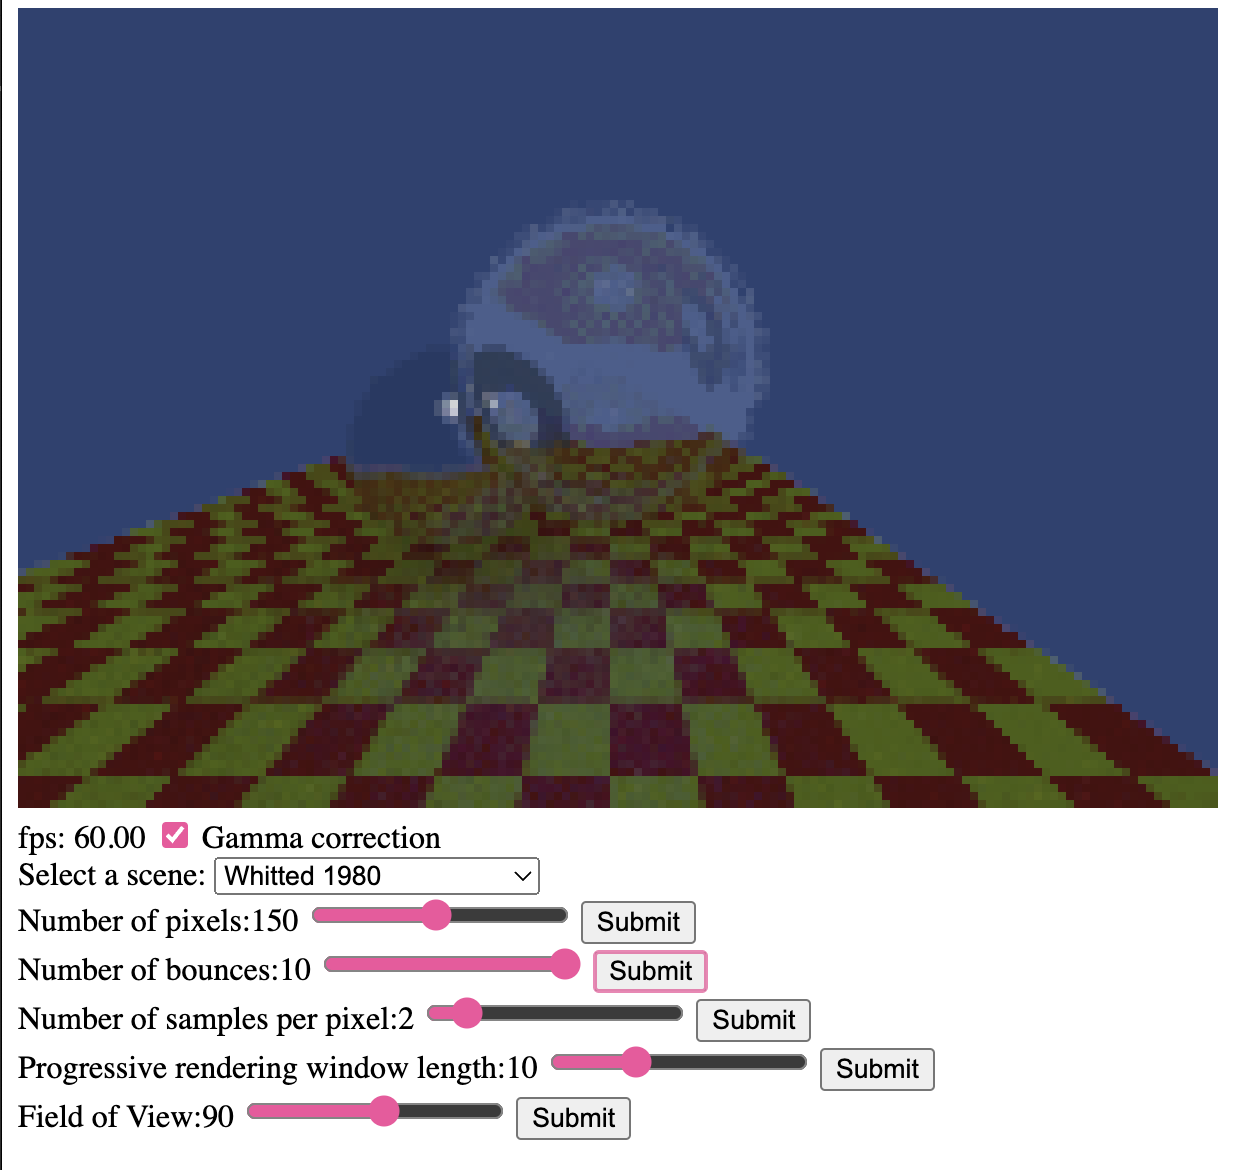 fps: 60.00 Gamma correction
Select a scene: Whitted 1980
Number of pixels:150 Submit
Number of bounces:10 Submit
Number of samples per pixel:2 Submit
Progressive rendering window length:10 Submit
Field of View:90 Submit